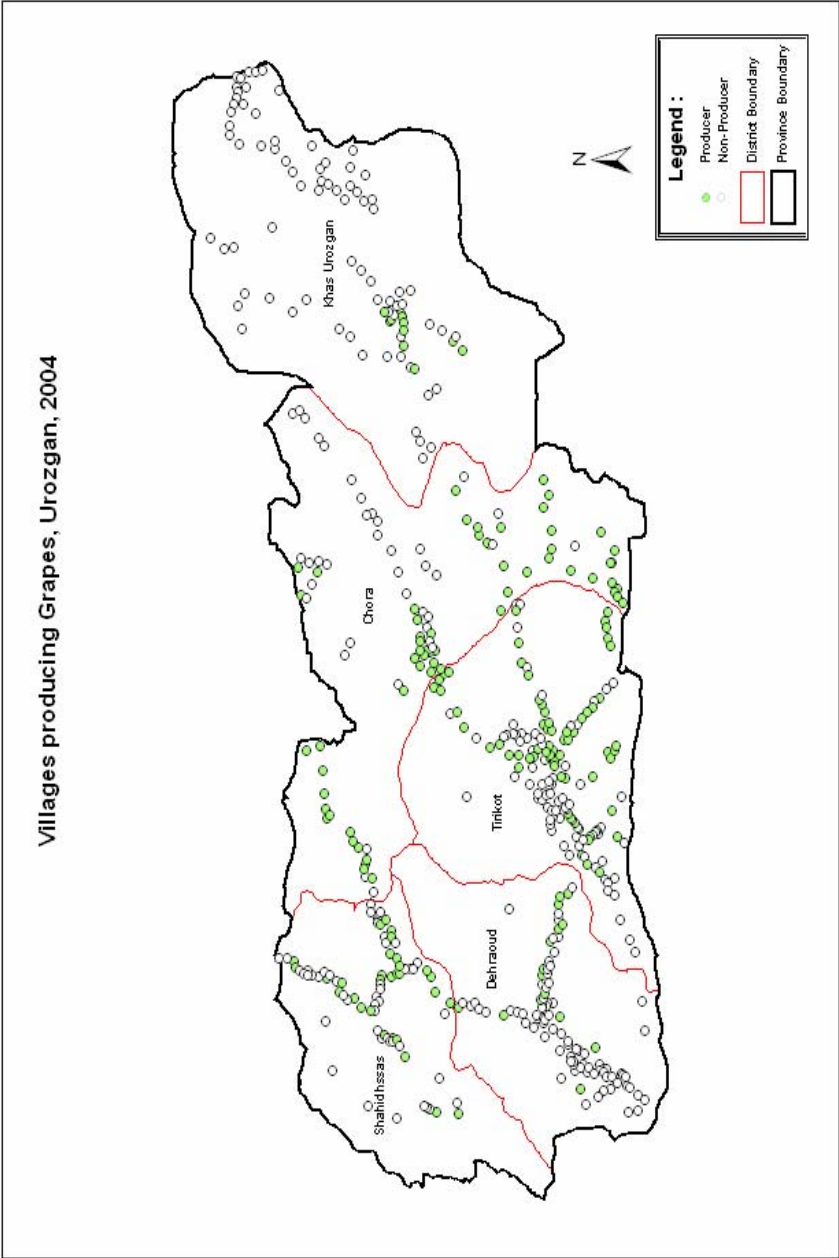 Villages producing Grapes, Urozgan, 2004
Khas Urozgan
Chora
Tirikot
Dehraoud
Shahidhssas
N
Legend :
Producer
Non-Producer
District Boundary
Province Boundary